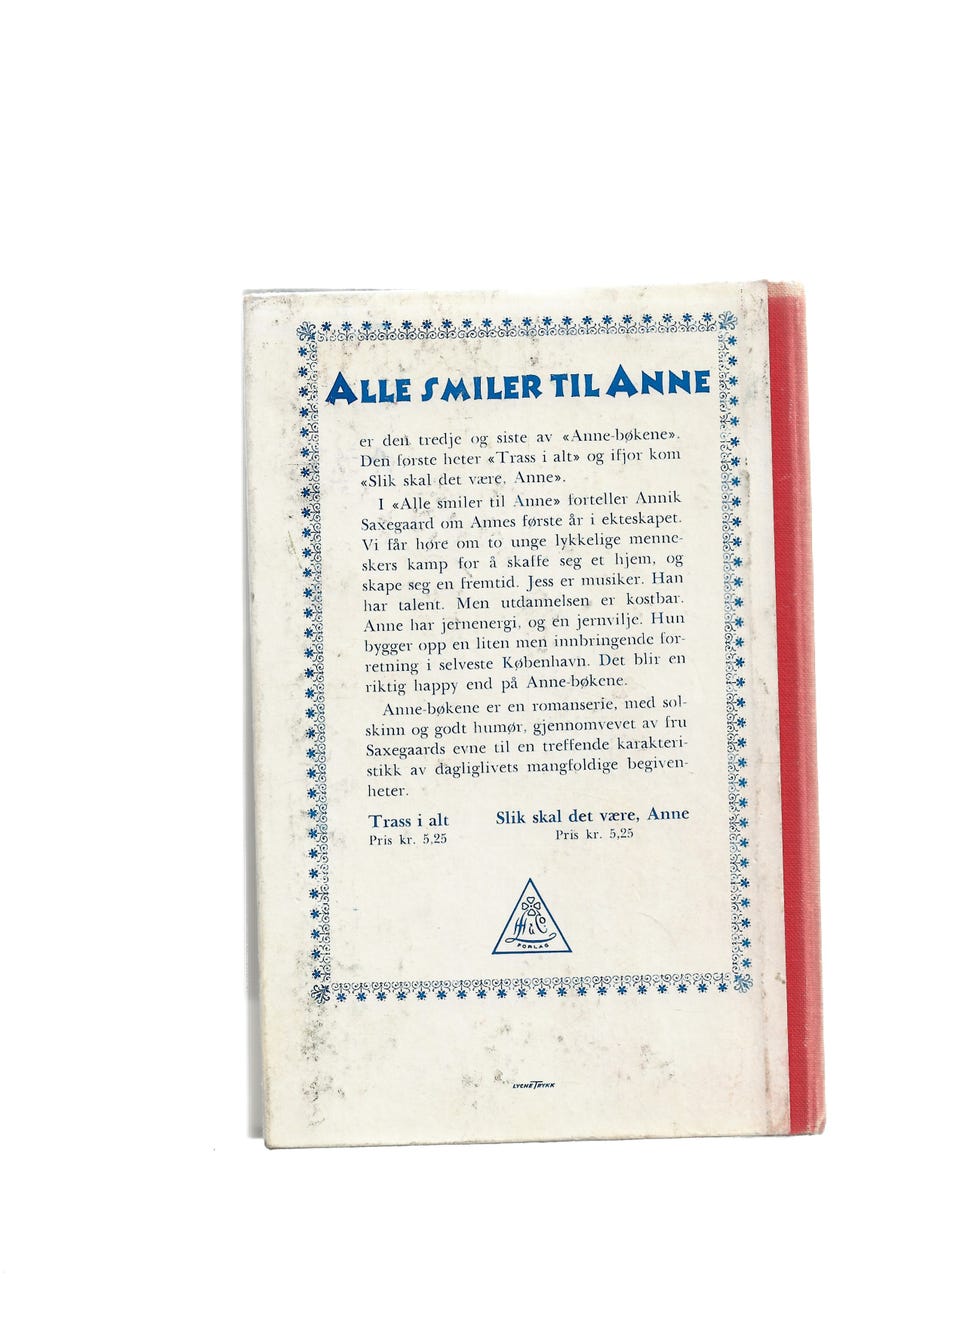 ALLE SMILER TIL ANNE
er den tredje og siste av «Anne-bøkene».
Den første heter «Trass i alt» og ifjor kom
«Slik skal det være, Anne».
I «Alle smiler til Anne» forteller Annik
Saxegaard om Annes første år i ekteskapet.
Vi får høre om to unge lykkelige menne-
skers kamp for å skaffe seg et hjem, og
skape seg en fremtid. Jess er musiker. Han
har talent. Men utdannelsen er kostbar.
Anne har jernenergi, og en jernvilje. Hun
bygger opp en liten men innbringende for-
retning i selveste København. Det blir en
riktig happy end på Anne-bøkene.
Anne-bøkene er en romanserie, med sol-
skinn og godt humør, gjennomvevet av fru
Saxegaards evne til en treffende karakteri-
stikk av dagliglivets mangfoldige begiven-
heter.
Trass i alt Slik skal det være, Anne
Pris kr. 5,25 Pris kr. 5,25
H & Co
FORLAG
LYCHE TRYKK